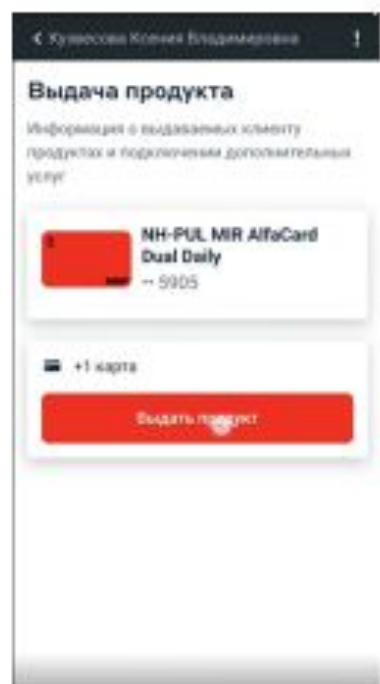 Ксения Владимировна
Выдача продукта
Информация о выдаваемых клиенту
продуктах и подключении дополнительных
услуг
NH-PUL MIR AlfaCard
Dual Daily
5905
+1 карта
Выдать продукт